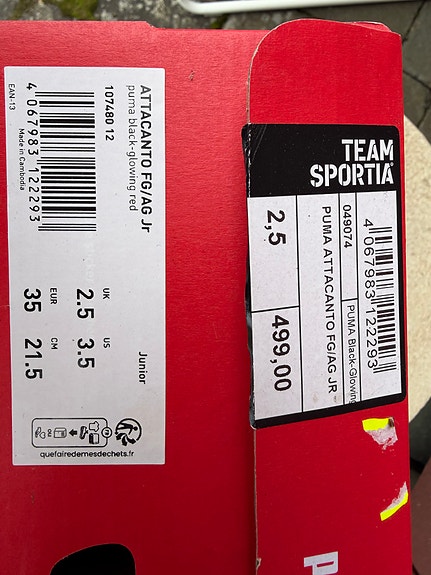 ATTACANTO FG/AG Jr
puma black-glowing red
107480 12
4 067983 122293
EAN-13
Made in Cambodia
UK
2.5
US
3.5
EUR
35
CM
21.5
Junior
FR
OU
quefairedemesdechets.fr
TEAM
SPORTIA
4 067983 122293
049074
PUMA Black-Glowing
PUMA ATTACANTO FG/AG JR
2,5
499,00
P